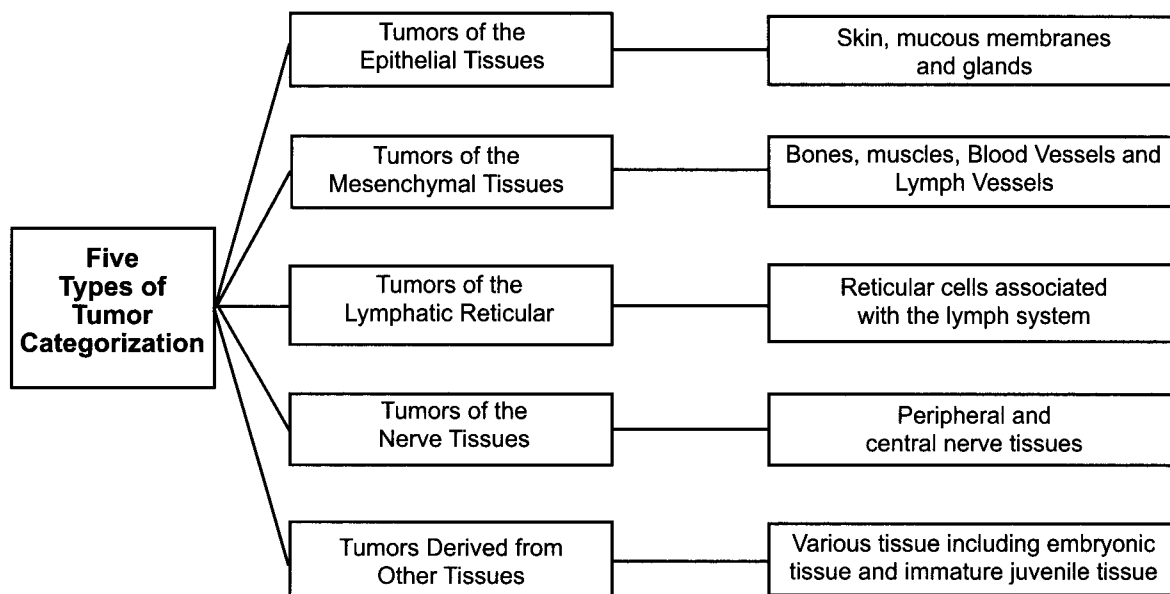 Tumors of the
Epithelial Tissues
Skin, mucous membranes
and glands
Tumors of the
Mesenchymal Tissues
Bones, muscles, Blood Vessels and
Lymph Vessels
Five
Types of
Tumor
Categorization
Tumors of the
Lymphatic Reticular
Reticular cells associated
with the lymph system
Tumors of the
Nerve Tissues
Peripheral and
central nerve tissues
Tumors Derived from
Other Tissues
Various tissue including embryonic
tissue and immature juvenile tissue